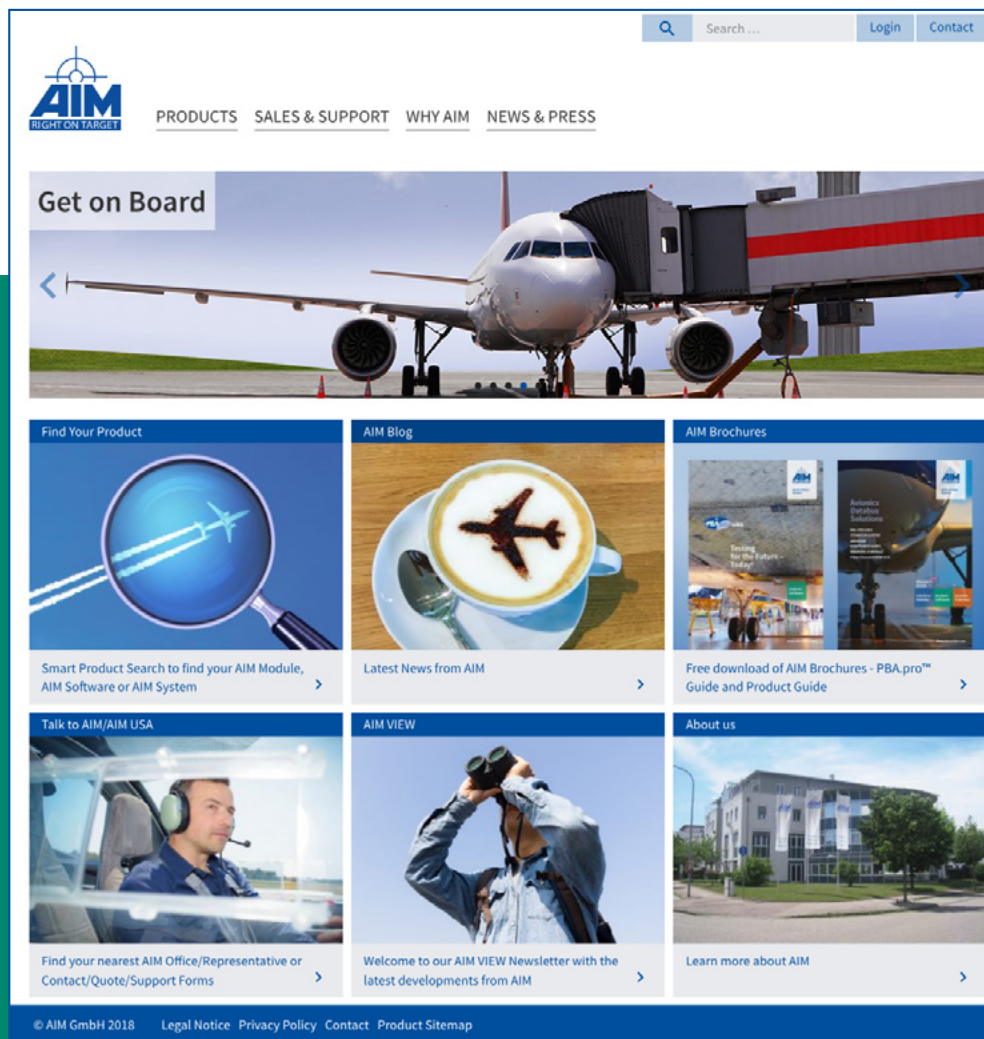 Search ...
Login
Contact
AIM
RIGHT ON TARGET
PRODUCTS SALES & SUPPORT WHY AIM NEWS & PRESS
Get on Board
Find Your Product
AIM Blog
AIM Brochures
AIM
AIM
Avionics
Databus
Solutions
Testing
for the Future –
Today!
Smart Product Search to find your AIM Module,
AIM Software or AIM System
Latest News from AIM
Free download of AIM Brochures - PBA.pro™
Guide and Product Guide
Talk to AIM/AIM USA
AIM VIEW
About us
Find your nearest AIM Office/Representative or
Contact/Quote/Support Forms
Welcome to our AIM VIEW Newsletter with the
latest developments from AIM
Learn more about AIM
© AIM GmbH 2018 Legal Notice Privacy Policy Contact Product Sitemap